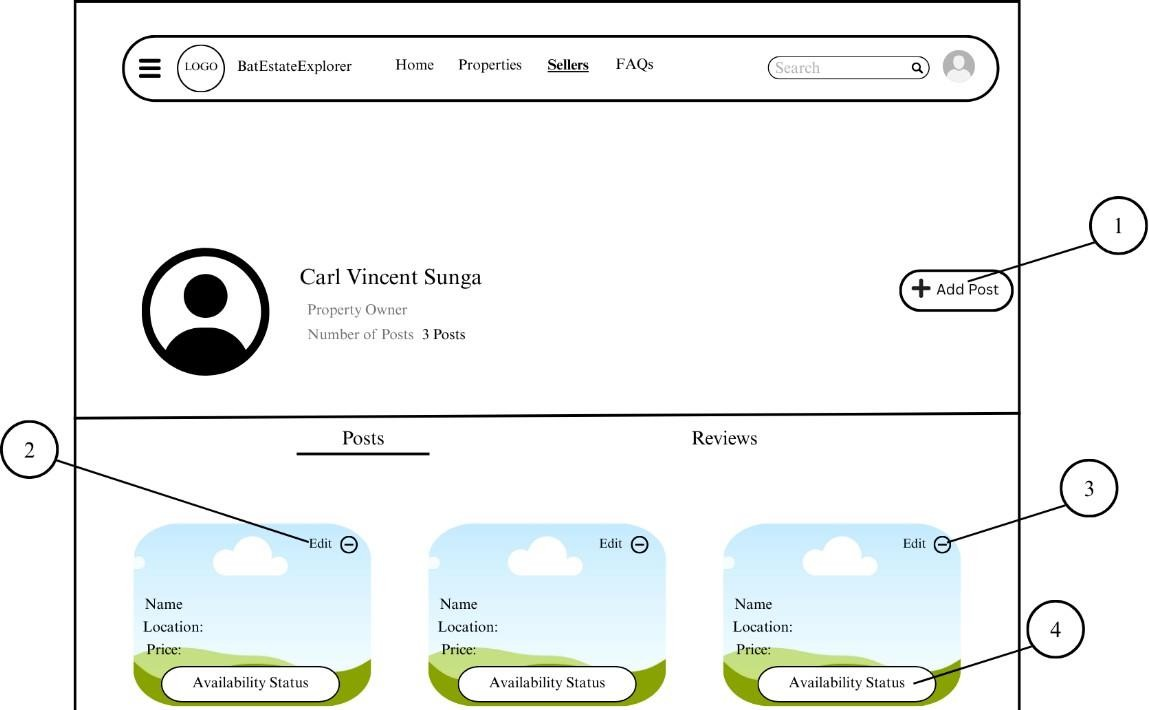 LOGO BatEstateExplorer Home Properties Sellers FAQs Search
1
Carl Vincent Sunga
Add Post
Property Owner
Number of Posts 3 Posts
Posts Reviews
2
3
Edit Edit Edit
Name Name Name
Location: Location: Location:
4
Price: Price: Price:
Availability Status Availability Status Availability Status